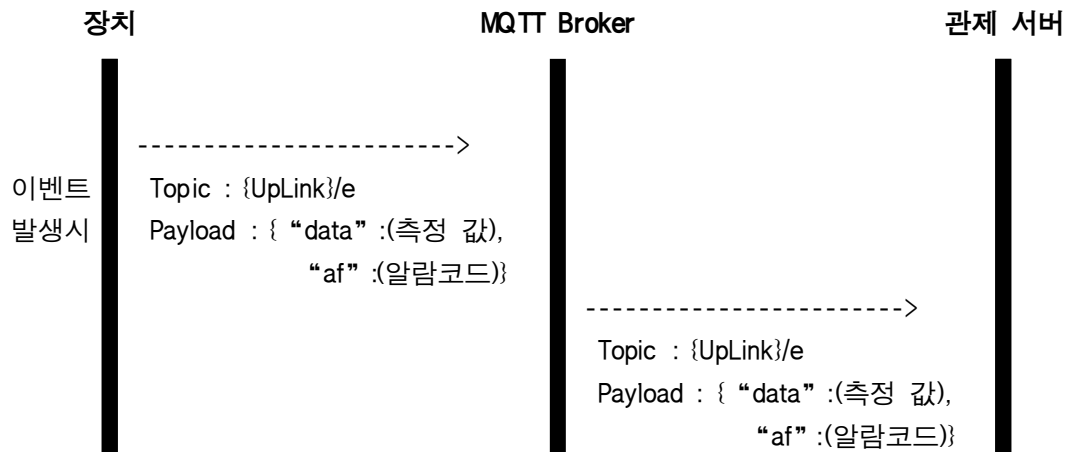 장치 MQTT Broker 관제 서버
------------------------>
이벤트 Topic : {UpLink}/e
발생시 Payload : { “data” :(측정 값),
“af” :(알람코드)}
------------------------>
Topic : {UpLink}/e
Payload : { “data” :(측정 값),
“af” :(알람코드)}